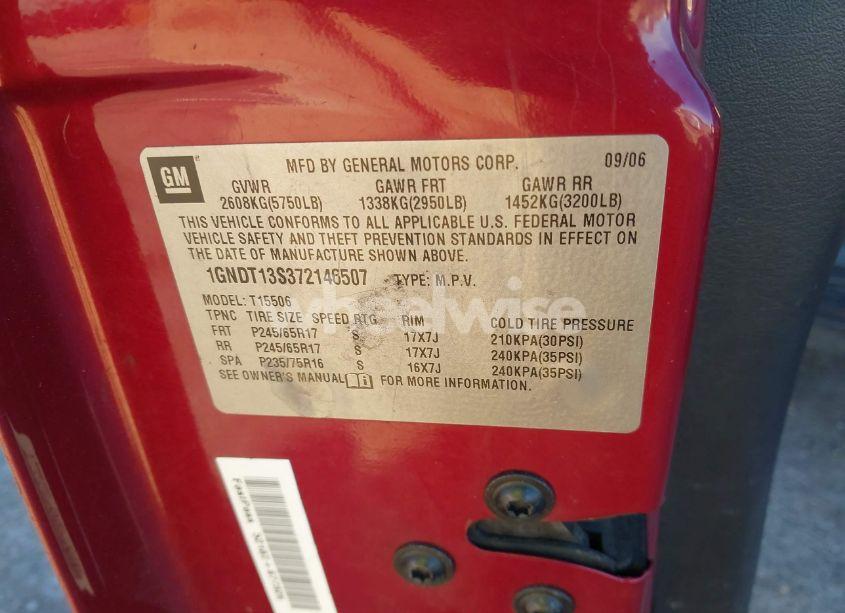 GM
MFD BY GENERAL MOTORS CORP. 09/06
GVWR GAWR FRT GAWR RR
2608KG(5750LB) 1338KG(2950LB) 1452KG(3200LB)
THIS VEHICLE CONFORMS TO ALL APPLICABLE U.S. FEDERAL MOTOR
VEHICLE SAFETY AND THEFT PREVENTION STANDARDS IN EFFECT ON
THE DATE OF MANUFACTURE SHOWN ABOVE.
1GNDT13S372146507 TYPE: M.P.V.
MODEL: T15506
TPNC TIRE SIZE SPEED RTG RIM COLD TIRE PRESSURE
FRT P245/65R17 S 17X7J 210KPA(30PSI)
RR P245/65R17 S 17X7J 240KPA(35PSI)
SPA P235/75R16 S 16X7J 240KPA(35PSI)
SEE OWNER'S MANUAL FOR MORE INFORMATION.
wheelwise